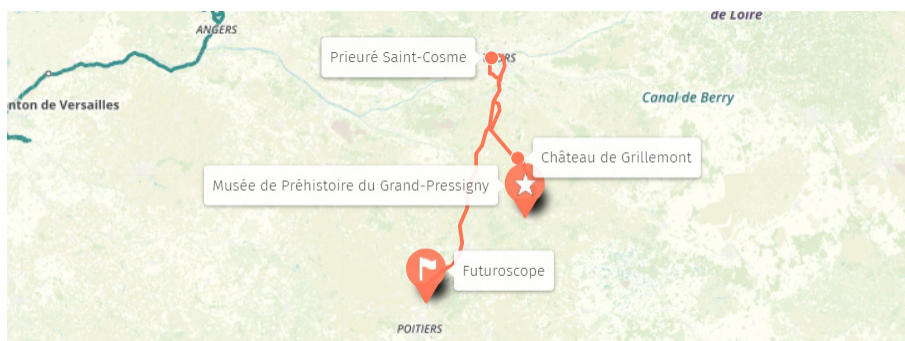 de Loire
ANGERS
Prieuré Saint-Cosme
nton de Versailles
Canal de Berry
Château de Grillemont
Musée de Préhistoire du Grand-Pressigny
Futuroscope
POITIERS